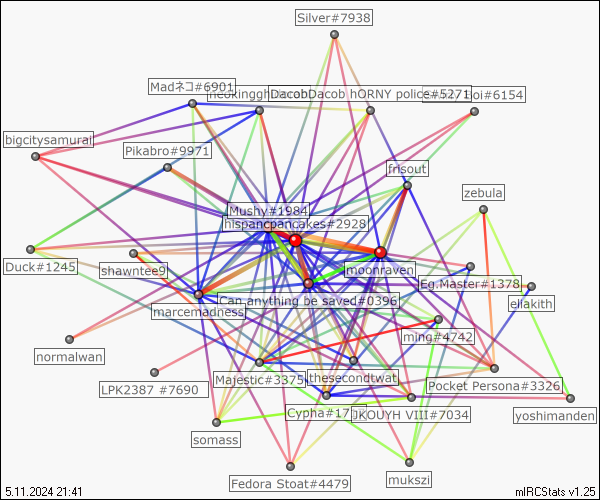 Silver#7938
Madネコ#6901
DacobDacob hORNY police#5271
oi#6154
bigcitysamurai
Pikabro#9971
frisout
zebula
Mushy#1984
hispancpancakes#2928
Duck#1245
shawntee9
moonraven
Eg.Master#1378
ellakith
Can,anything be saved#0396
marcemadness
ming#4742
normalwan
LPK2387 #7690
Majestic#3375
thesecondtwat
Pocket Persona#3326
yoshimanden
Cypha#17
JKOUYH VIII#7034
somass
Fedora Stoat#4479
mukszi
5.11.2024 21:41
mIRCStats v1.25